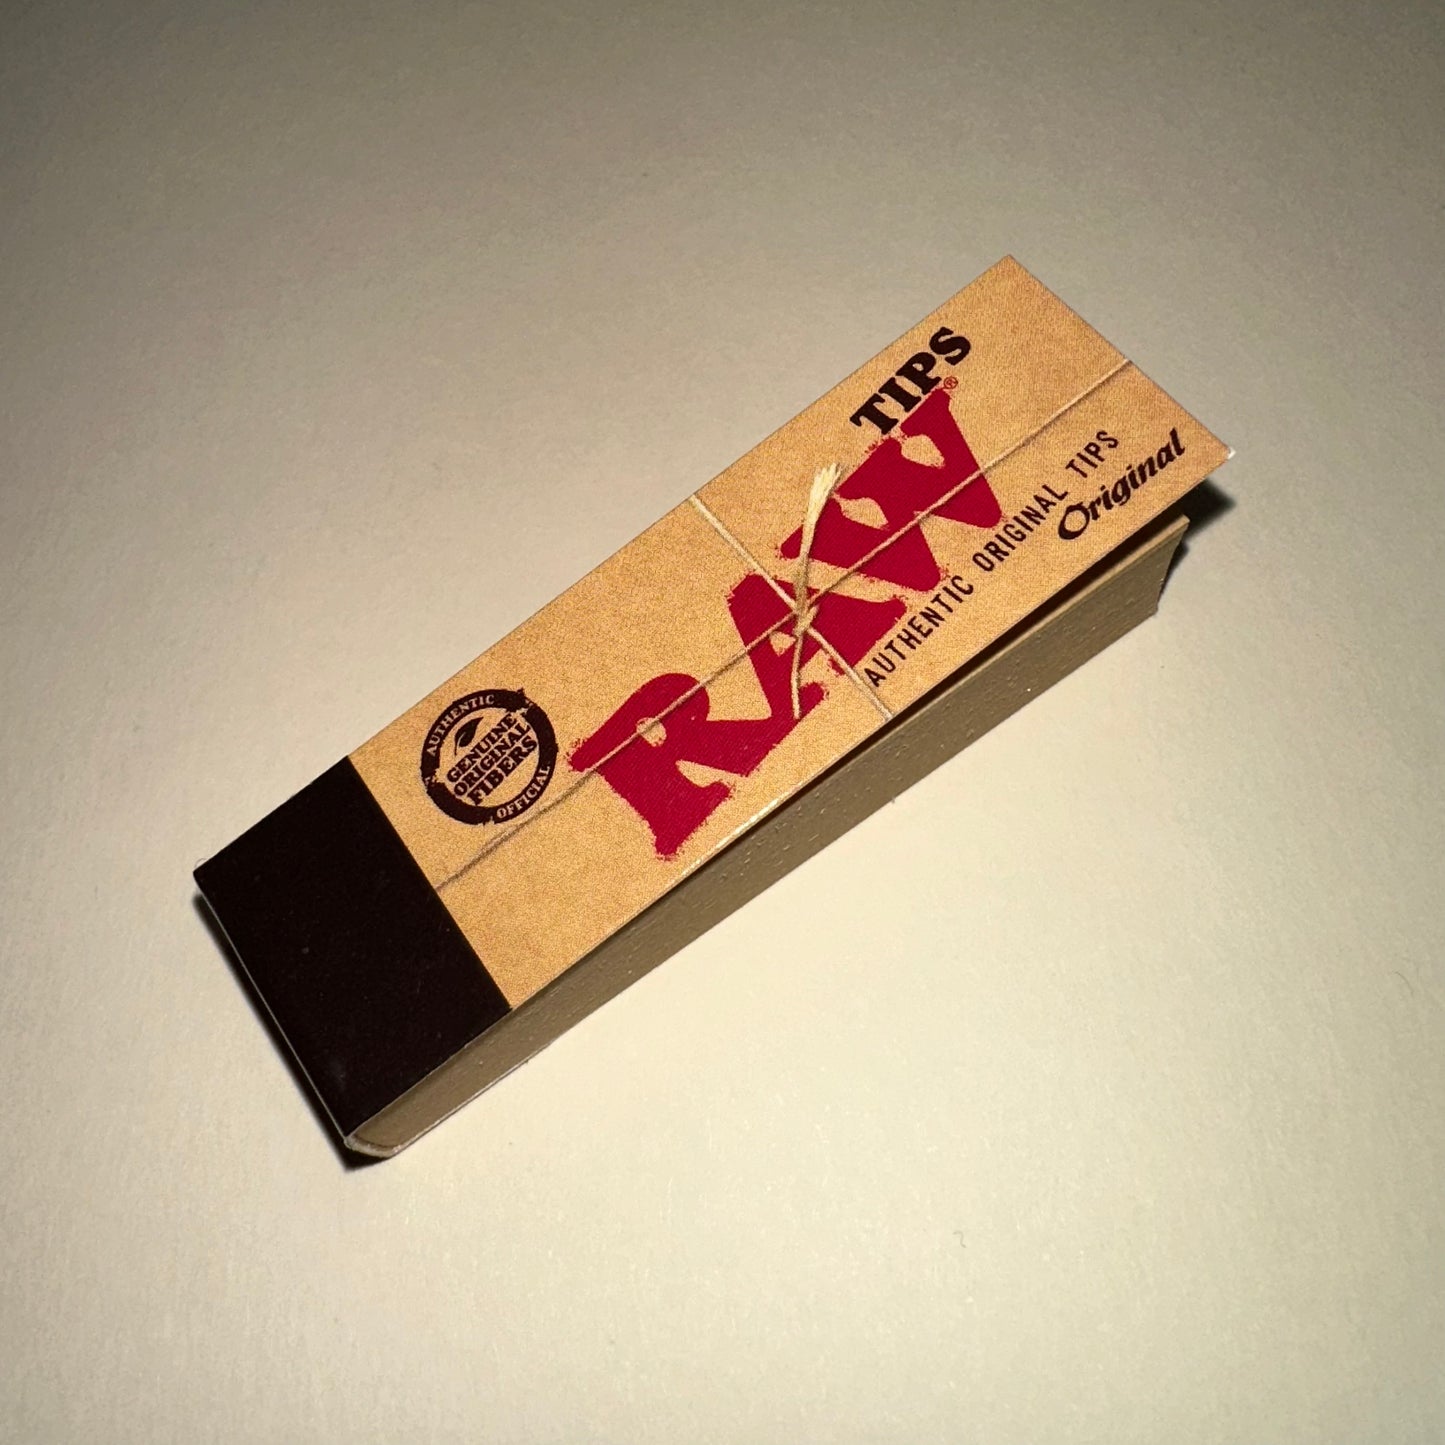 AUTHENTIC
GENUINE
ORIGINAL
FIBERS
OFFICIAL
TIPS
RAW®
AUTHENTIC ORIGINAL TIPS
Original